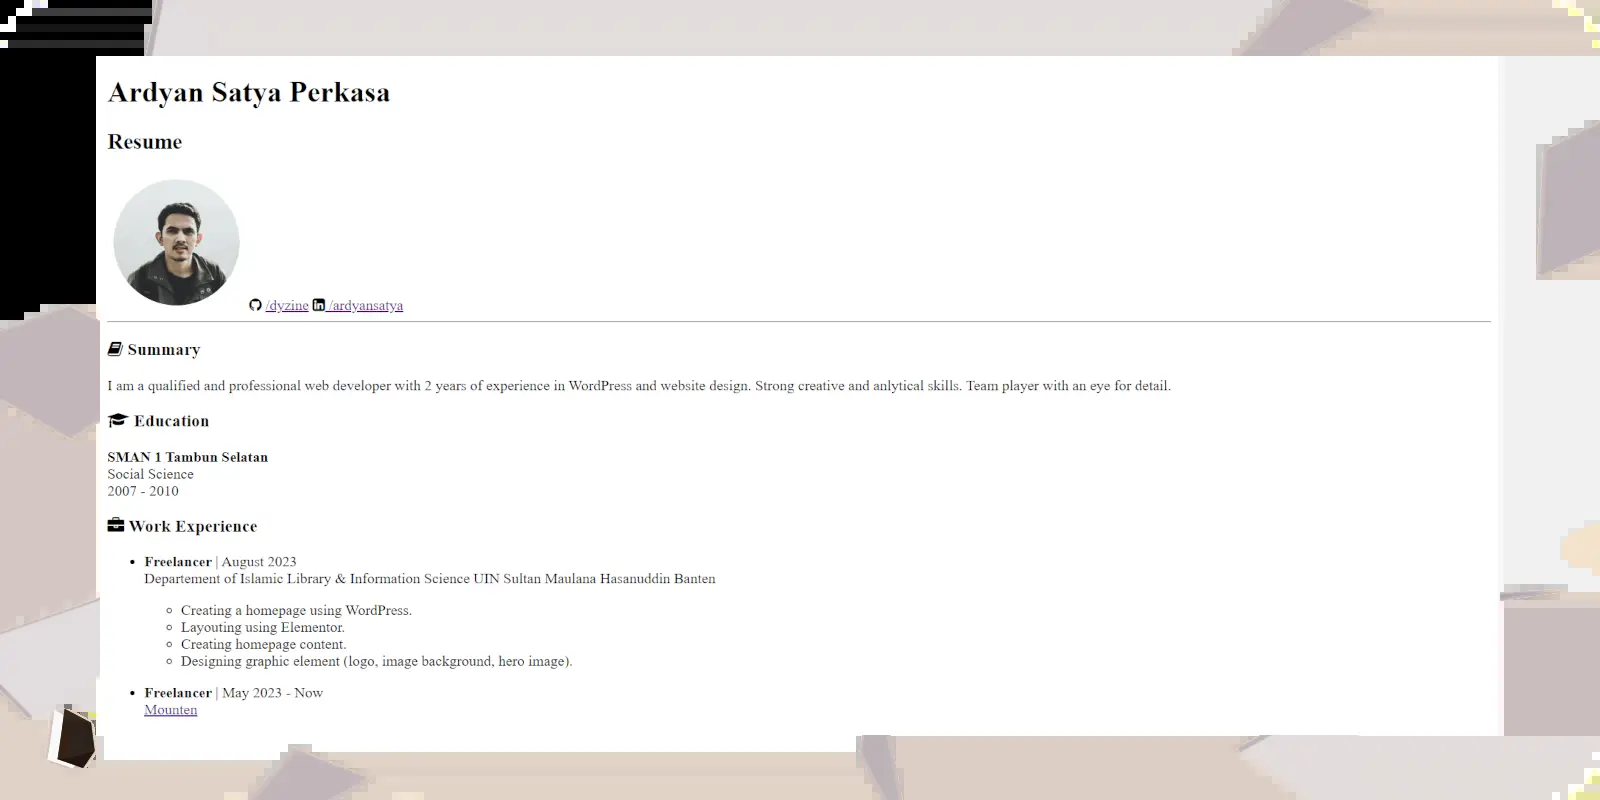 Ardyan Satya Perkasa
Resume
/dyzine /ardyansatya
Summary
I am a qualified and professional web developer with 2 years of experience in WordPress and website design. Strong creative and anlytical skills. Team player with an eye for detail.
Education
SMAN 1 Tambun Selatan
Social Science
2007 - 2010
Work Experience
• Freelancer | August 2023
Departement of Islamic Library & Information Science UIN Sultan Maulana Hasanuddin Banten
◦ Creating a homepage using WordPress.
◦ Layouting using Elementor.
◦ Creating homepage content.
◦ Designing graphic element (logo, image background, hero image).
• Freelancer | May 2023 - Now
Mounten